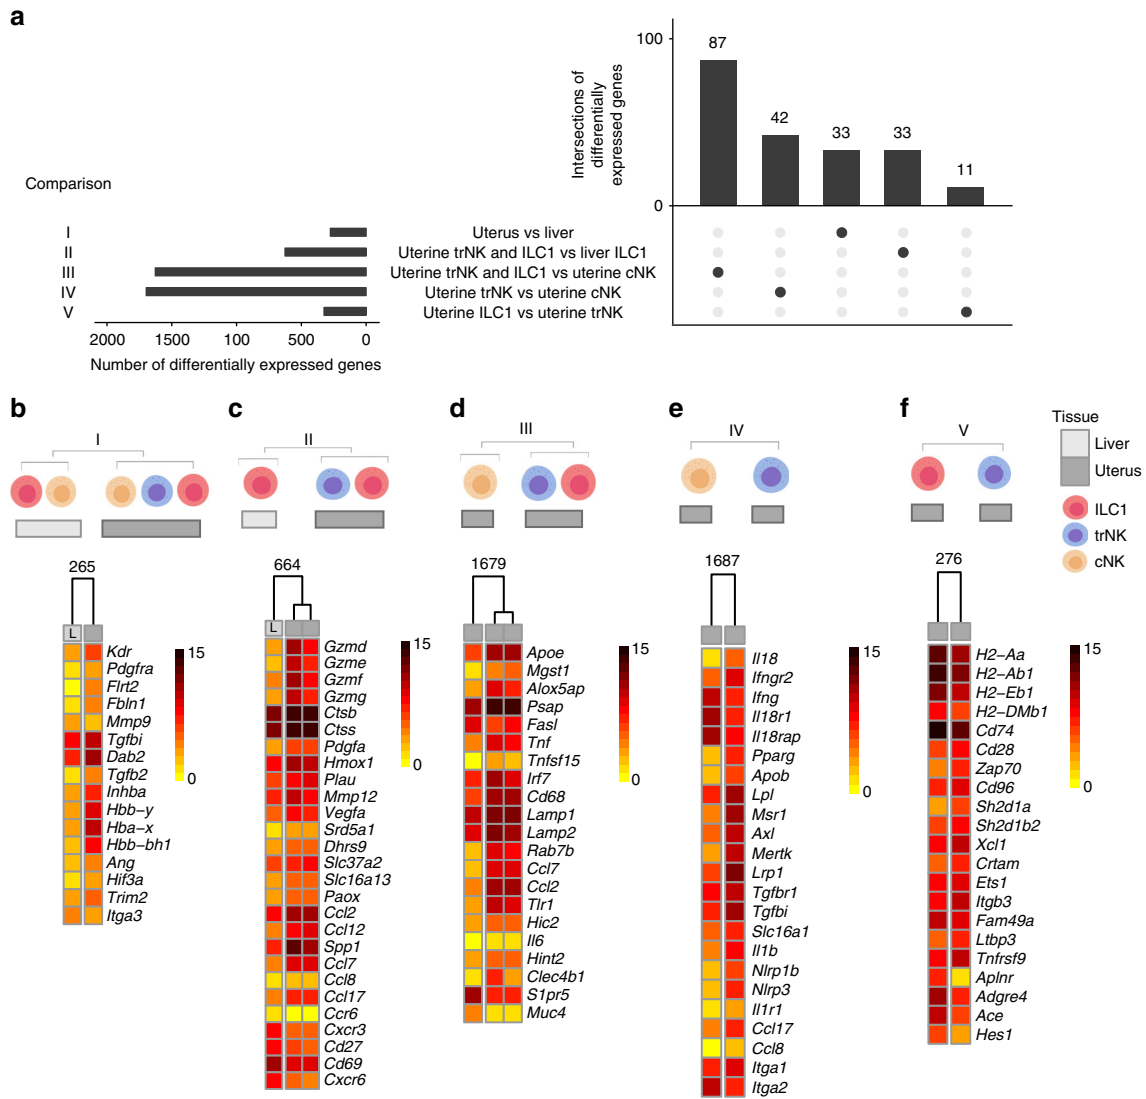 a
Comparison
I
II
III
IV
V
2000 1500 100 100 500 0
Number of differentially expressed genes
Intersections of
differentially
expressed genes
100
0
87
42
33
33
11
Uterus vs liver
Uterine trNK and ILC1 vs liver ILC1
Uterine trNK and ILC1 vs uterine cNK
Uterine trNK vs uterine cNK
Uterine ILC1 vs uterine trNK
b
I
265
L
Kdr
Pdgfra
Flrt2
Fbln1
Mmp9
Tgfbi
Dab2
Tgfb2
Inhba
Hbb-y
Hba-x
Hbb-bh1
Ang
Hif3a
Trim2
Itga3
15
0
c
II
664
L
Gzmd
Gzme
Gzmf
Gzmg
Ctsb
Ctss
Pdgfa
Hmox1
Plau
Mmp12
Vegfa
Srd5a1
Dhrs9
Slc37a2
Slc16a13
Paox
Ccl2
Ccl12
Spp1
Ccl7
Ccl8
Ccl17
Ccr6
Cxcr3
Cd27
Cd69
Cxcr6
15
0
d
III
1679
Apoe
Mgst1
Alox5ap
Psap
Fasl
Tnf
Tnfsf15
Irf7
Cd68
Lamp1
Lamp2
Rab7b
Ccl7
Ccl2
Tlr1
Hic2
Il6
Hint2
Clec4b1
S1pr5
Muc4
15
0
e
IV
1687
Il18
Ifngr2
Ifng
Il18r1
Il18rap
Pparg
Apob
Lpl
Msr1
Axl
Mertk
Lrp1
Tgfbr1
Tgfbi
Slc16a1
Il1b
Nlrp1b
Nlrp3
Il1r1
Ccl17
Ccl8
Itga1
Itga2
15
0
f
V
276
H2-Aa
H2-Ab1
H2-Eb1
H2-DMb1
Cd74
Cd28
Zap70
Cd96
Sh2d1a
Sh2d1b2
Xcl1
Crtam
Ets1
Itgb3
Fam49a
Ltbp3
Tnfrsf9
Aplnr
Adgre4
Ace
Hes1
15
0
Tissue
Liver
Uterus
ILC1
trNK
cNK